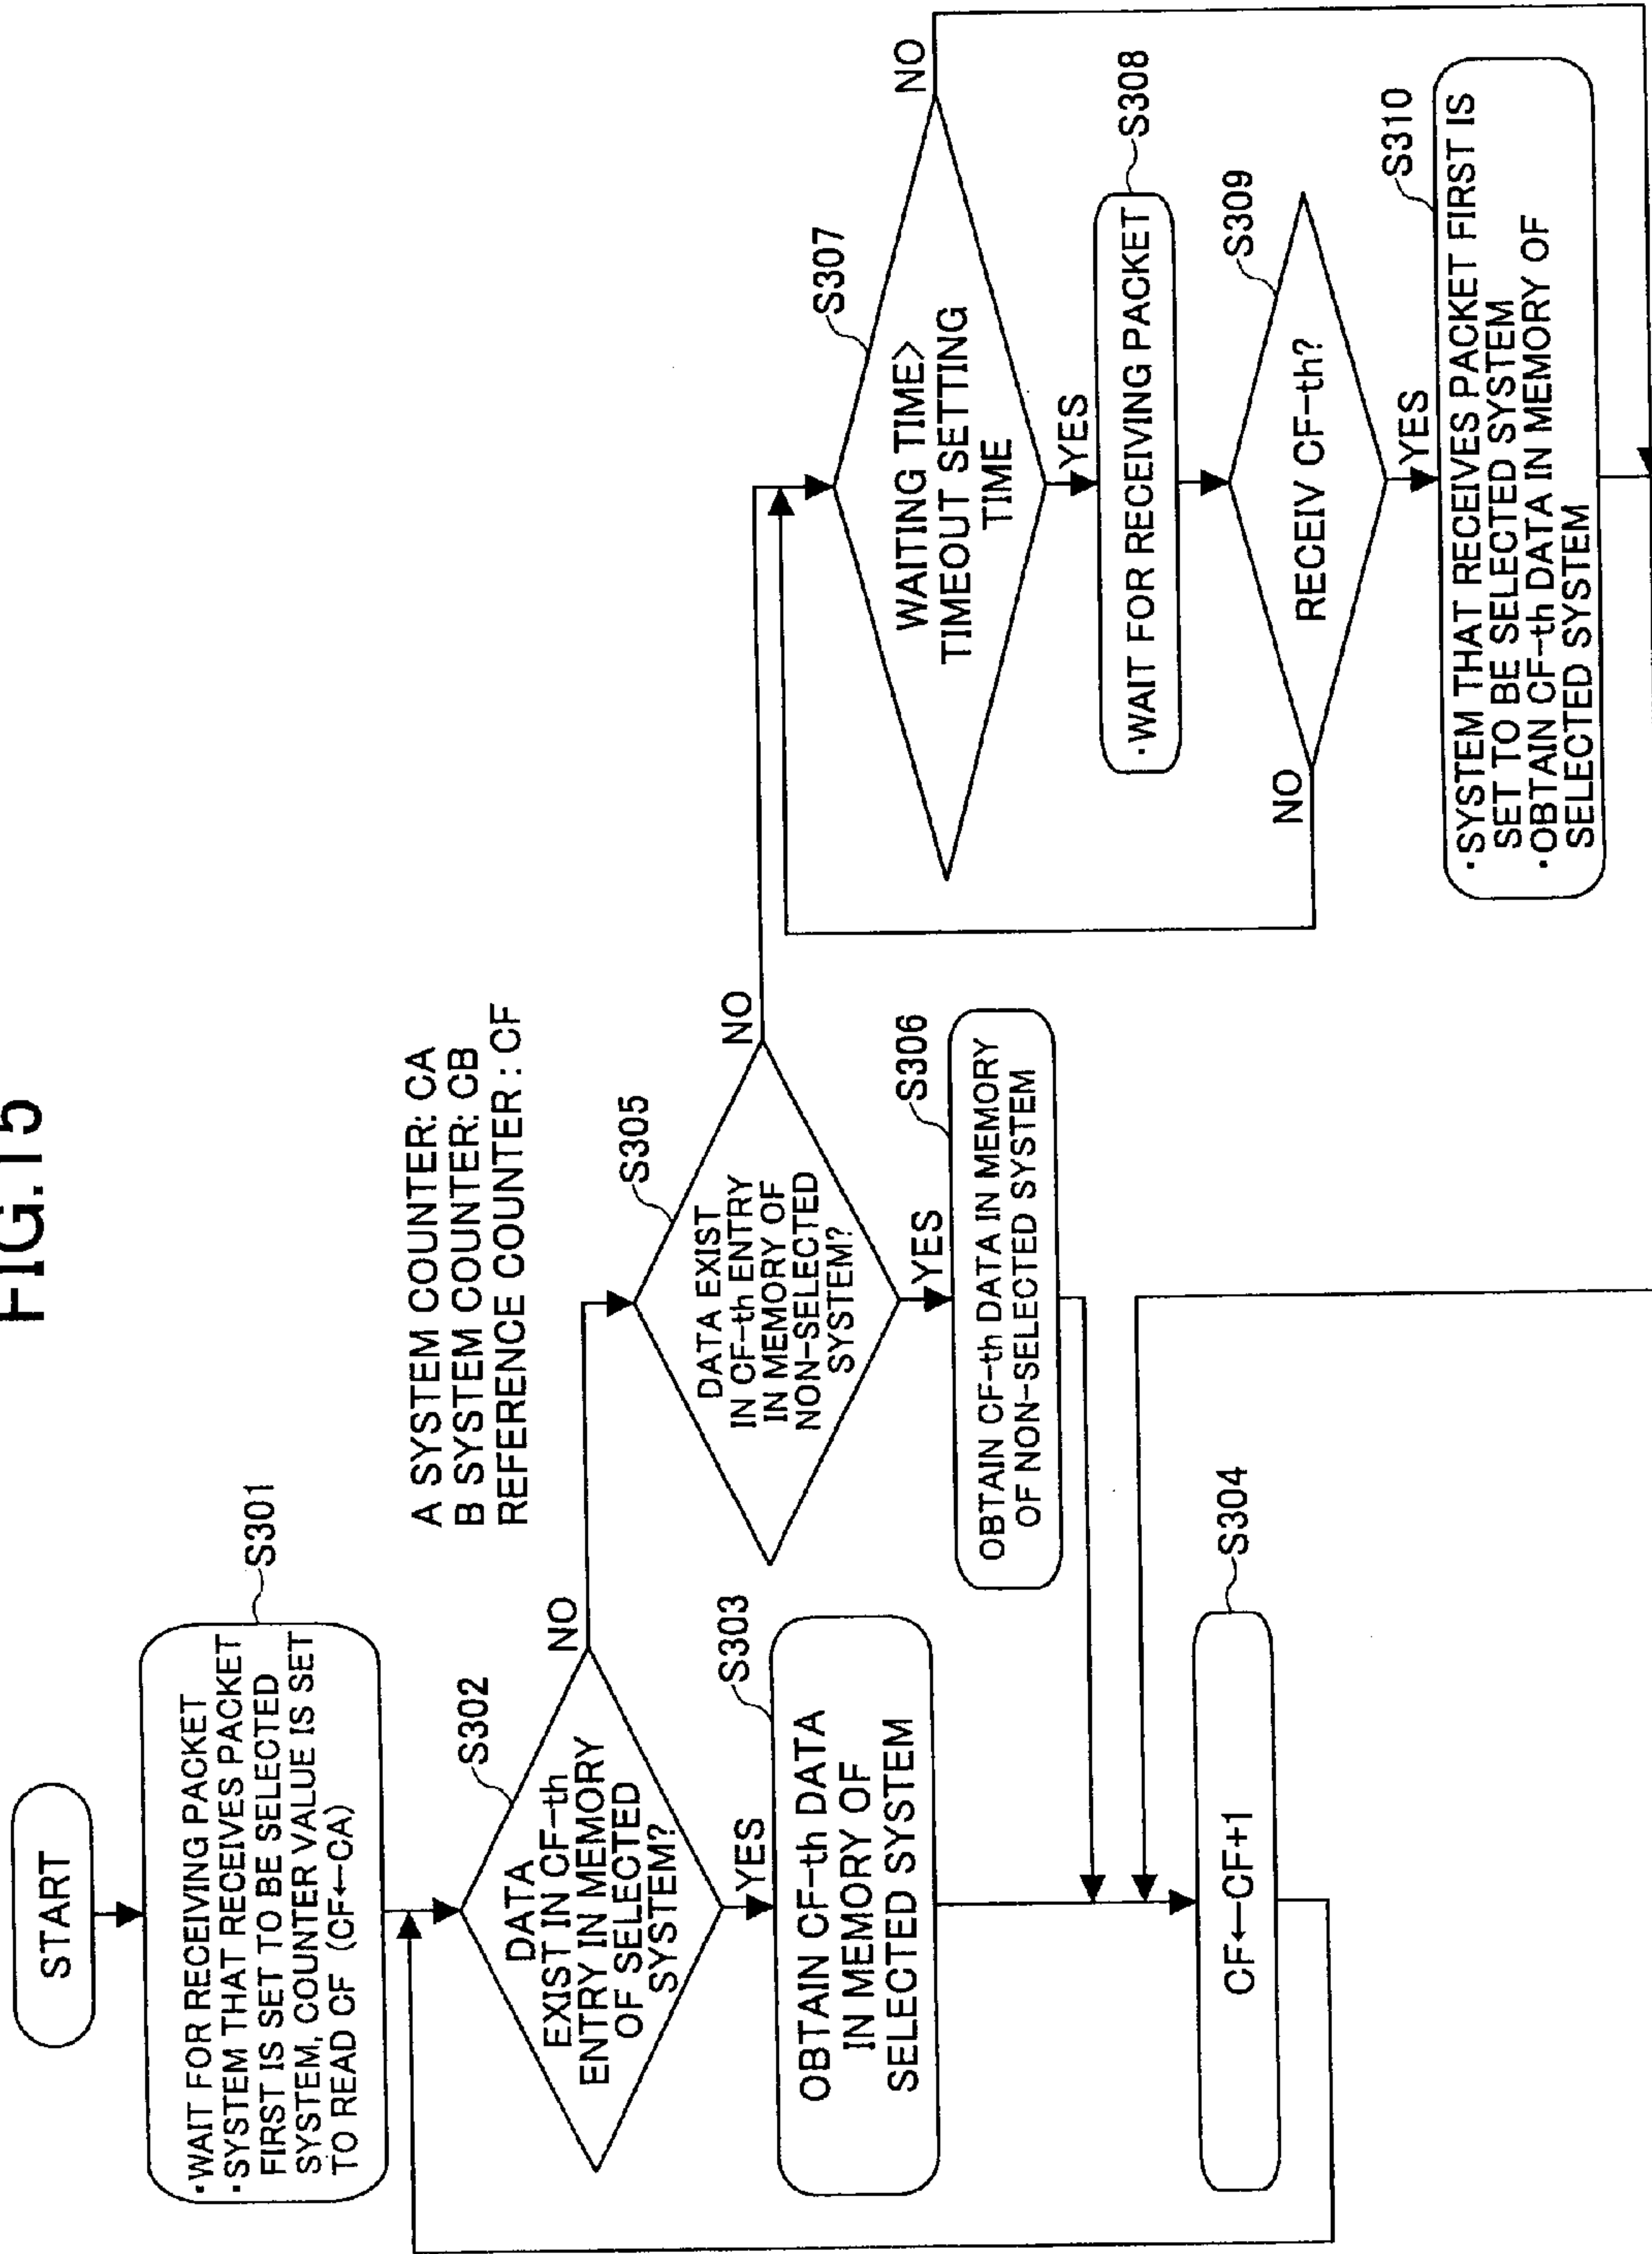 FIG.15
START
·WAIT FOR RECEIVING PACKET
·SYSTEM THAT RECEIVES PACKET
FIRST IS SET TO BE SELECTED
SYSTEM, COUNTER VALUE IS SET
TO READ CF (CF←CA)
S301
A SYSTEM COUNTER: CA
B SYSTEM COUNTER: CB
REFERENCE COUNTER : CF
S302
DATA
EXIST IN CF-th
ENTRY IN MEMORY
OF SELECTED
SYSTEM?
NO
YES
S303
OBTAIN CF-th DATA
IN MEMORY OF
SELECTED SYSTEM
S304
CF←CF+1
S305
DATA EXIST
IN CF-th ENTRY
IN MEMORY OF
NON-SELECTED
SYSTEM?
NO
YES
S306
OBTAIN CF-th DATA IN MEMORY
OF NON-SELECTED SYSTEM
S307
WAITING TIME>
TIMEOUT SETTING
TIME
NO
YES
S308
·WAIT FOR RECEIVING PACKET
S309
RECEIV CF-th?
NO
YES
S310
·SYSTEM THAT RECEIVES PACKET FIRST IS
SET TO BE SELECTED SYSTEM
·OBTAIN CF-th DATA IN MEMORY OF
SELECTED SYSTEM